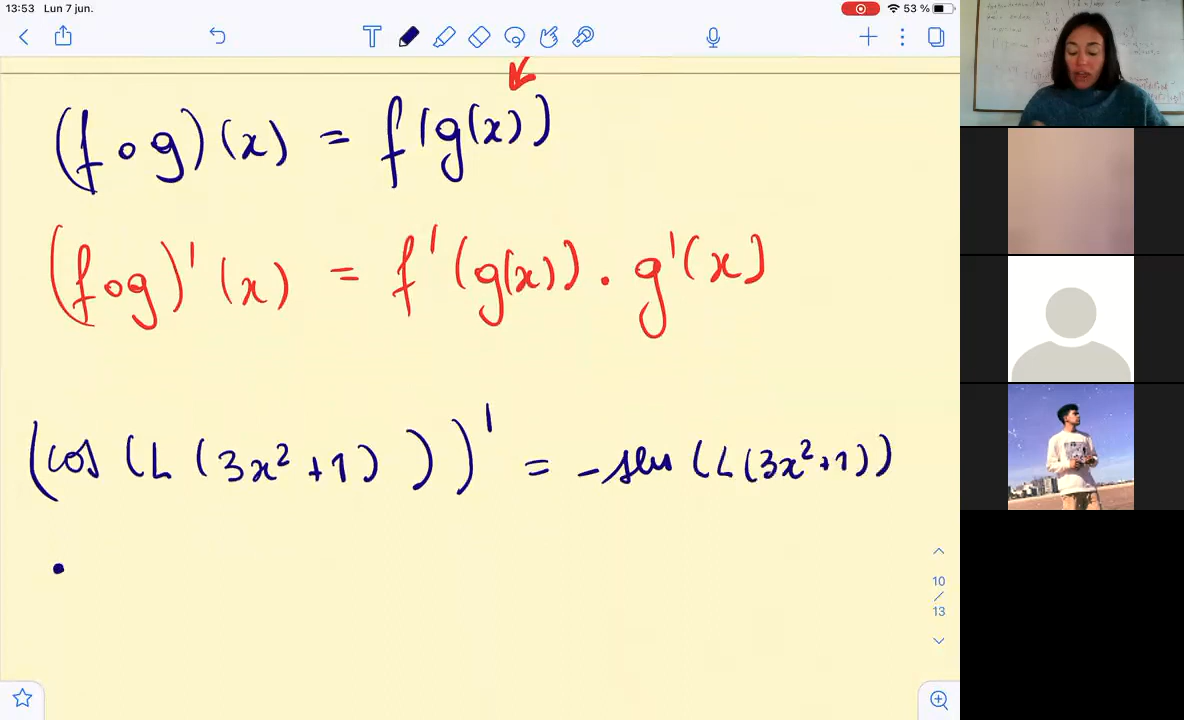 13:53 Lun 7 jun. 53 %
T
(f o g) (x) = f(g(x))
(f o g)' (x) = f' (g(x)) . g'(x)
(cos (L (3x² + 1) ) )' = - sen (L (3x² + 1))
.
10
/
13